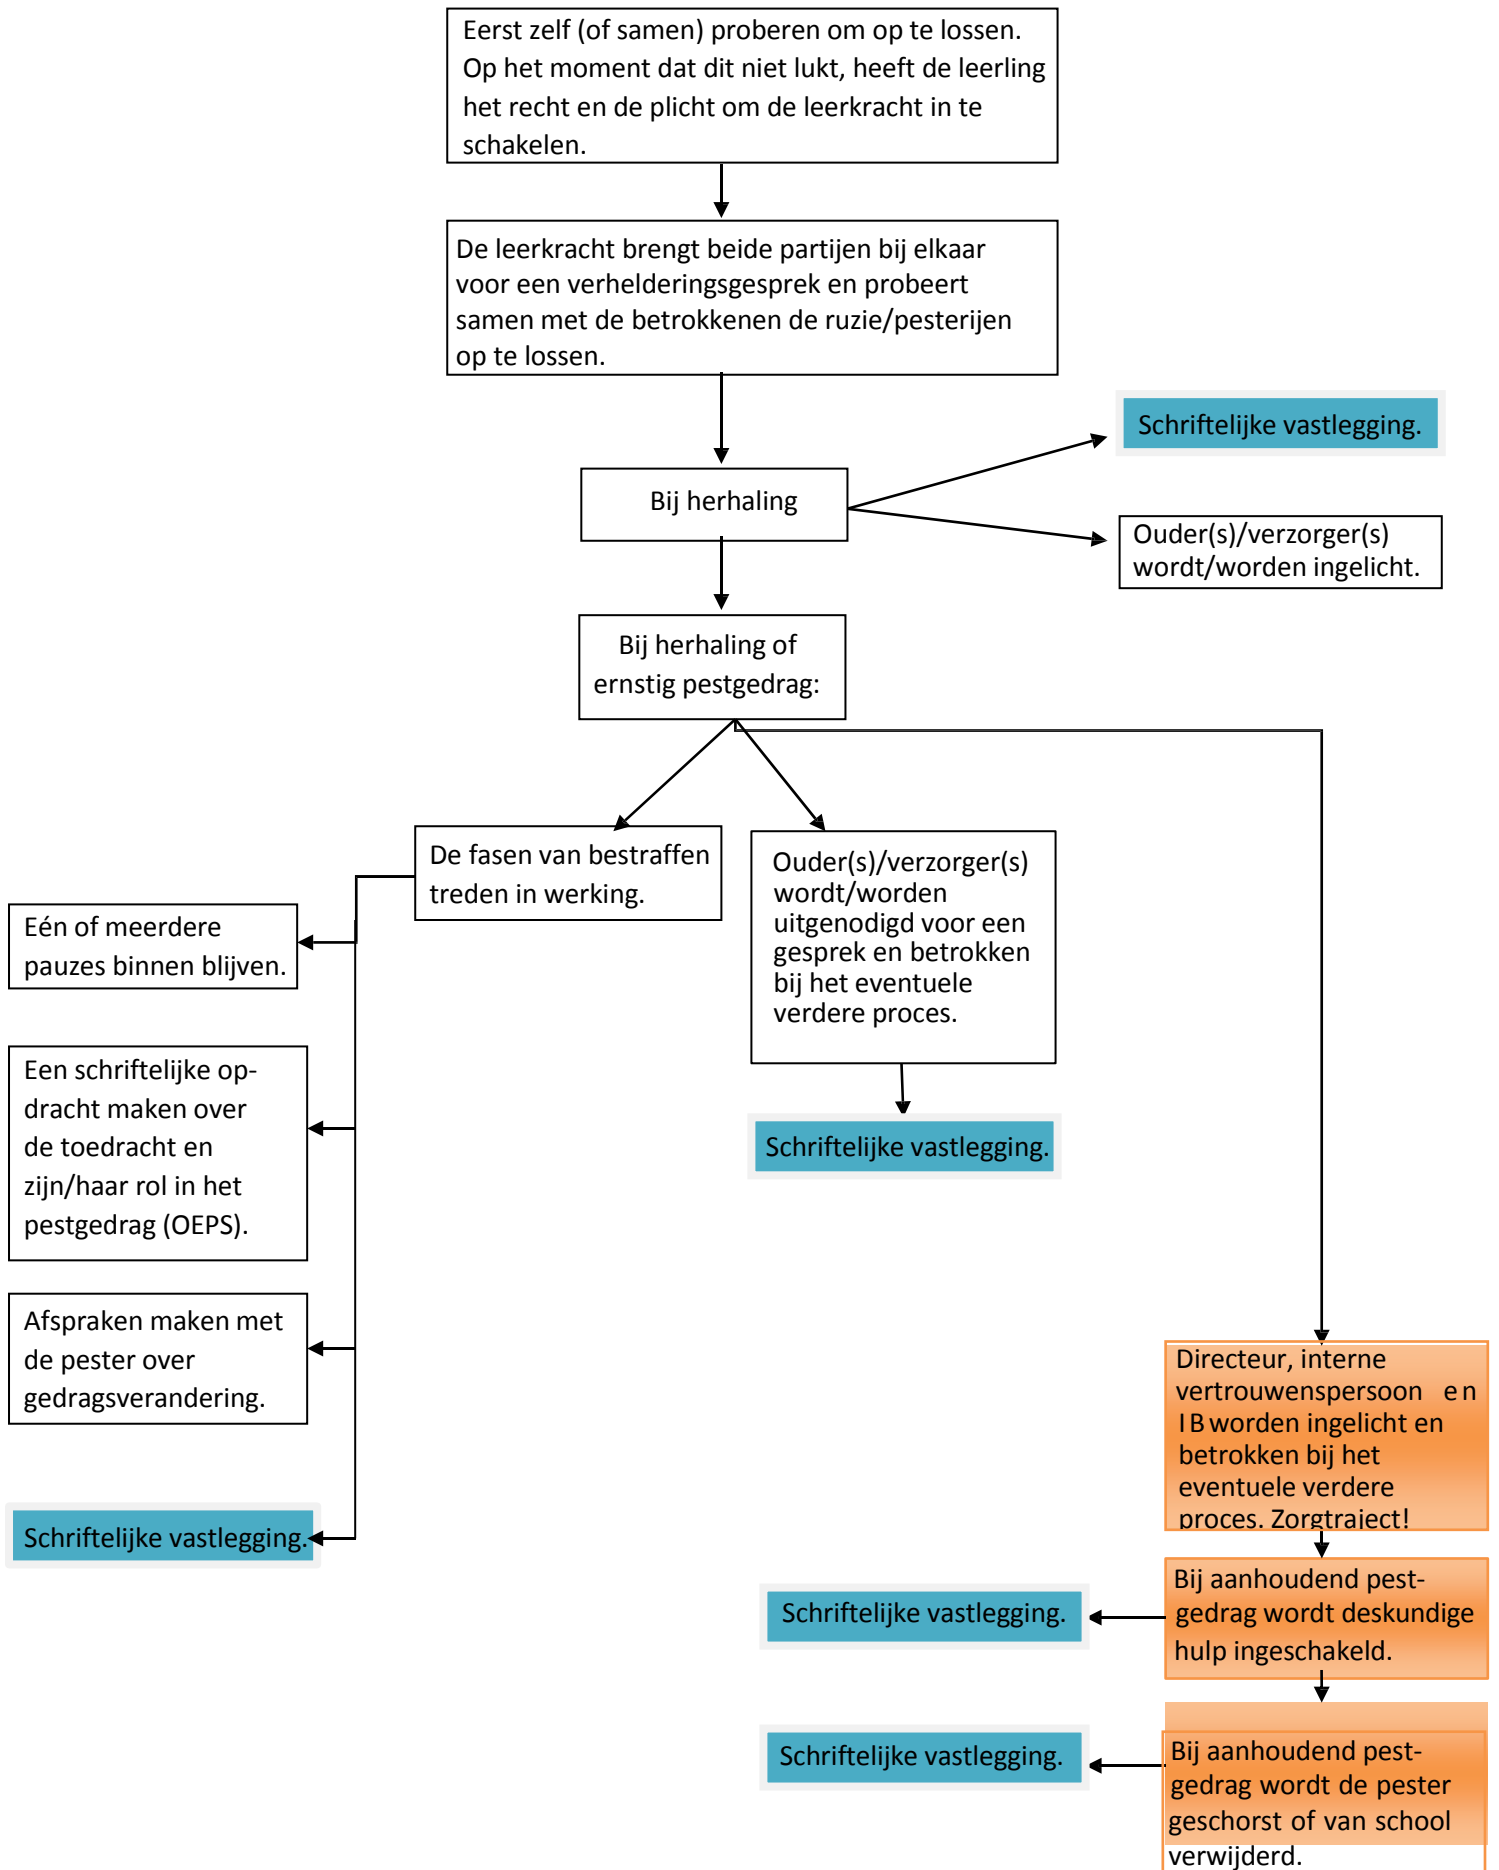 Eerst zelf (of samen) proberen om op te lossen.
Op het moment dat dit niet lukt, heeft de leerling
het recht en de plicht om de leerkracht in te
schakelen.
De leerkracht brengt beide partijen bij elkaar
voor een verhelderingsgesprek en probeert
samen met de betrokkenen de ruzie/pesterijen
op te lossen.
Schriftelijke vastlegging.
Bij herhaling
Ouder(s)/verzorger(s)
wordt/worden ingelicht.
Bij herhaling of
ernstig pestgedrag:
De fasen van bestraffen
treden in werking.
Ouder(s)/verzorger(s)
wordt/worden
uitgenodigd voor een
gesprek en betrokken
bij het eventuele
verdere proces.
Eén of meerdere
pauzes binnen blijven.
Een schriftelijke op-
dracht maken over
de toedracht en
zijn/haar rol in het
pestgedrag (OEPS).
Schriftelijke vastlegging.
Afspraken maken met
de pester over
gedragsverandering.
Schriftelijke vastlegging.
Directeur, interne
vertrouwenspersoon en
IB worden ingelicht en
betrokken bij het
eventuele verdere
proces. Zorgtraject!
Bij aanhoudend pest-
gedrag wordt deskundige
hulp ingeschakeld.
Schriftelijke vastlegging.
Bij aanhoudend pest-
gedrag wordt de pester
geschorst of van school
verwijderd.
Schriftelijke vastlegging.